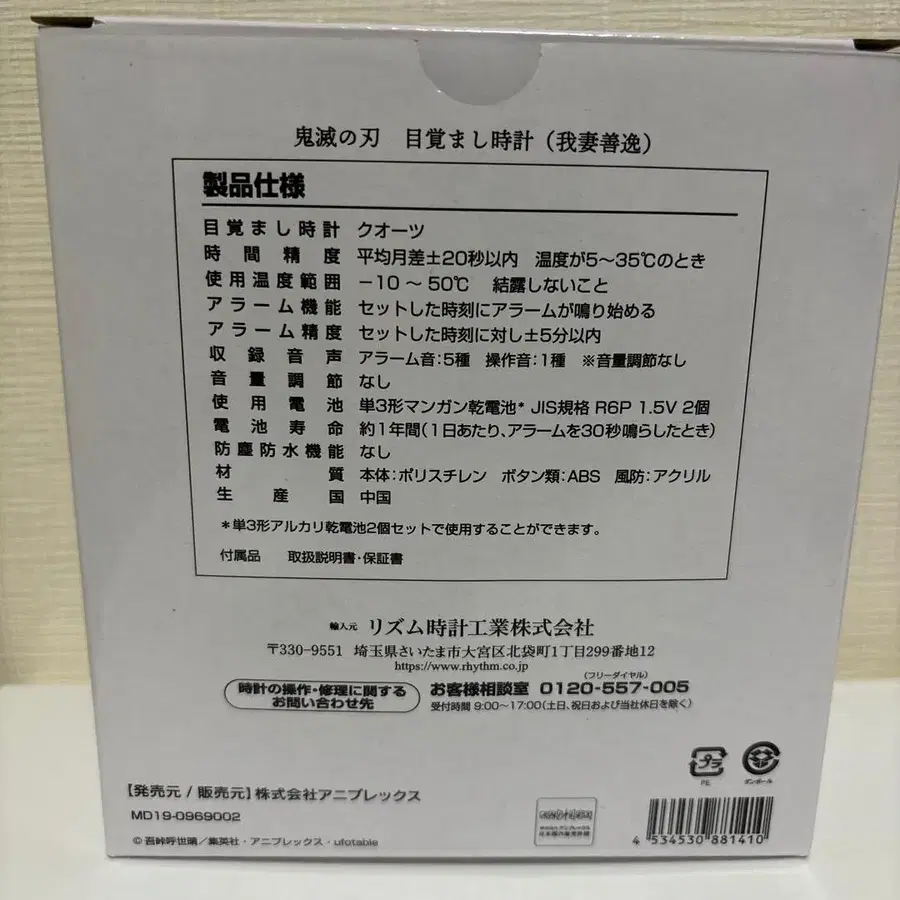 鬼滅の刃 目覚まし時計（我妻善逸）
製品仕様
目覚まし時計 クオーツ
時間精度 平均月差±20秒以内 温度が5～35℃のとき
使用温度範囲 －10～50℃ 結露しないこと
アラーム機能 セットした時刻にアラームが鳴り始める
アラーム精度 セットした時刻に対し±5分以内
収録音声 アラーム音：5種 操作音：1種 ※音量調節なし
音量調節 なし
使用電池 単3形マンガン乾電池* JIS規格 R6P 1.5V 2個
電池寿命 約1年間（1日あたり、アラームを30秒鳴らしたとき）
防塵防水機能 なし
材質 本体：ポリスチレン ボタン類：ABS 風防：アクリル
生産国 中国
*単3形アルカリ乾電池2個セットで使用することができます。
付属品 取扱説明書・保証書
輸入元 リズム時計工業株式会社
〒330-9551 埼玉県さいたま市大宮区北袋町1丁目299番地12
https://www.rhythm.co.jp
時計の操作・修理に関する
お問い合わせ先
（フリーダイヤル）
お客様相談室 0120-557-005
受付時間 9:00～17:00（土日、祝日および当社休日を除く）
プラ
PE
ダンボール
【発売元 / 販売元】株式会社アニプレックス
MD19-0969002
©吾峠呼世晴／集英社・アニプレックス・ufotable
4 534530 881410